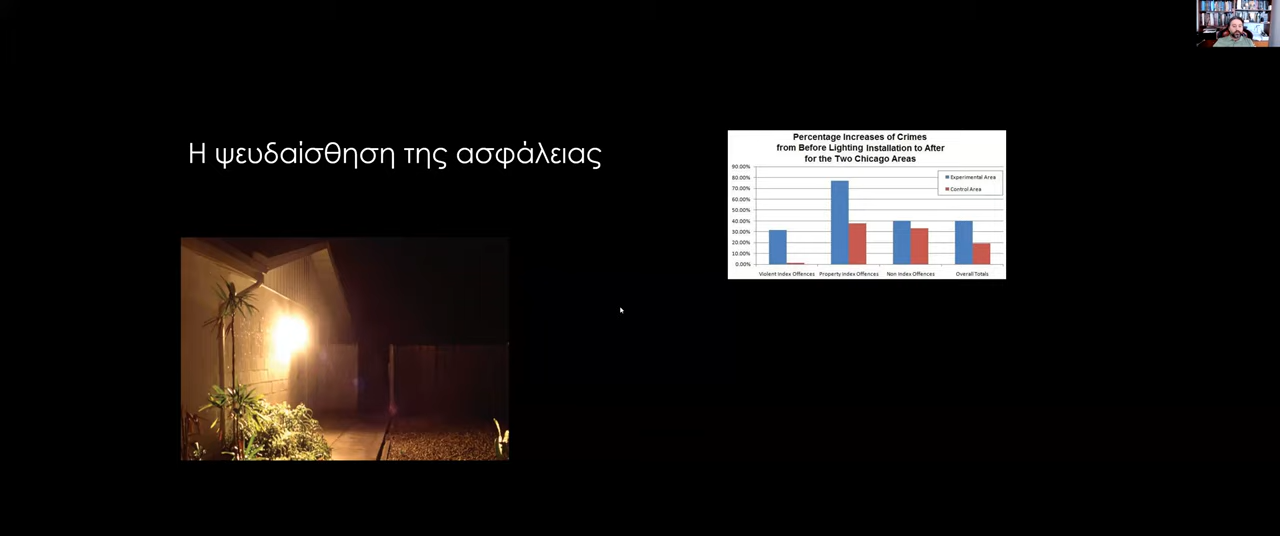 Η ψευδαίσθηση της ασφάλειας
Percentage Increases of Crimes
from Before Lighting Installation to After
for the Two Chicago Areas
90.00%
80.00%
70.00%
60.00%
50.00%
40.00%
30.00%
20.00%
10.00%
0.00%
Experimental Area
Control Area
Violent Index Offences Property Index Offences Non Index Offences Overall Totals